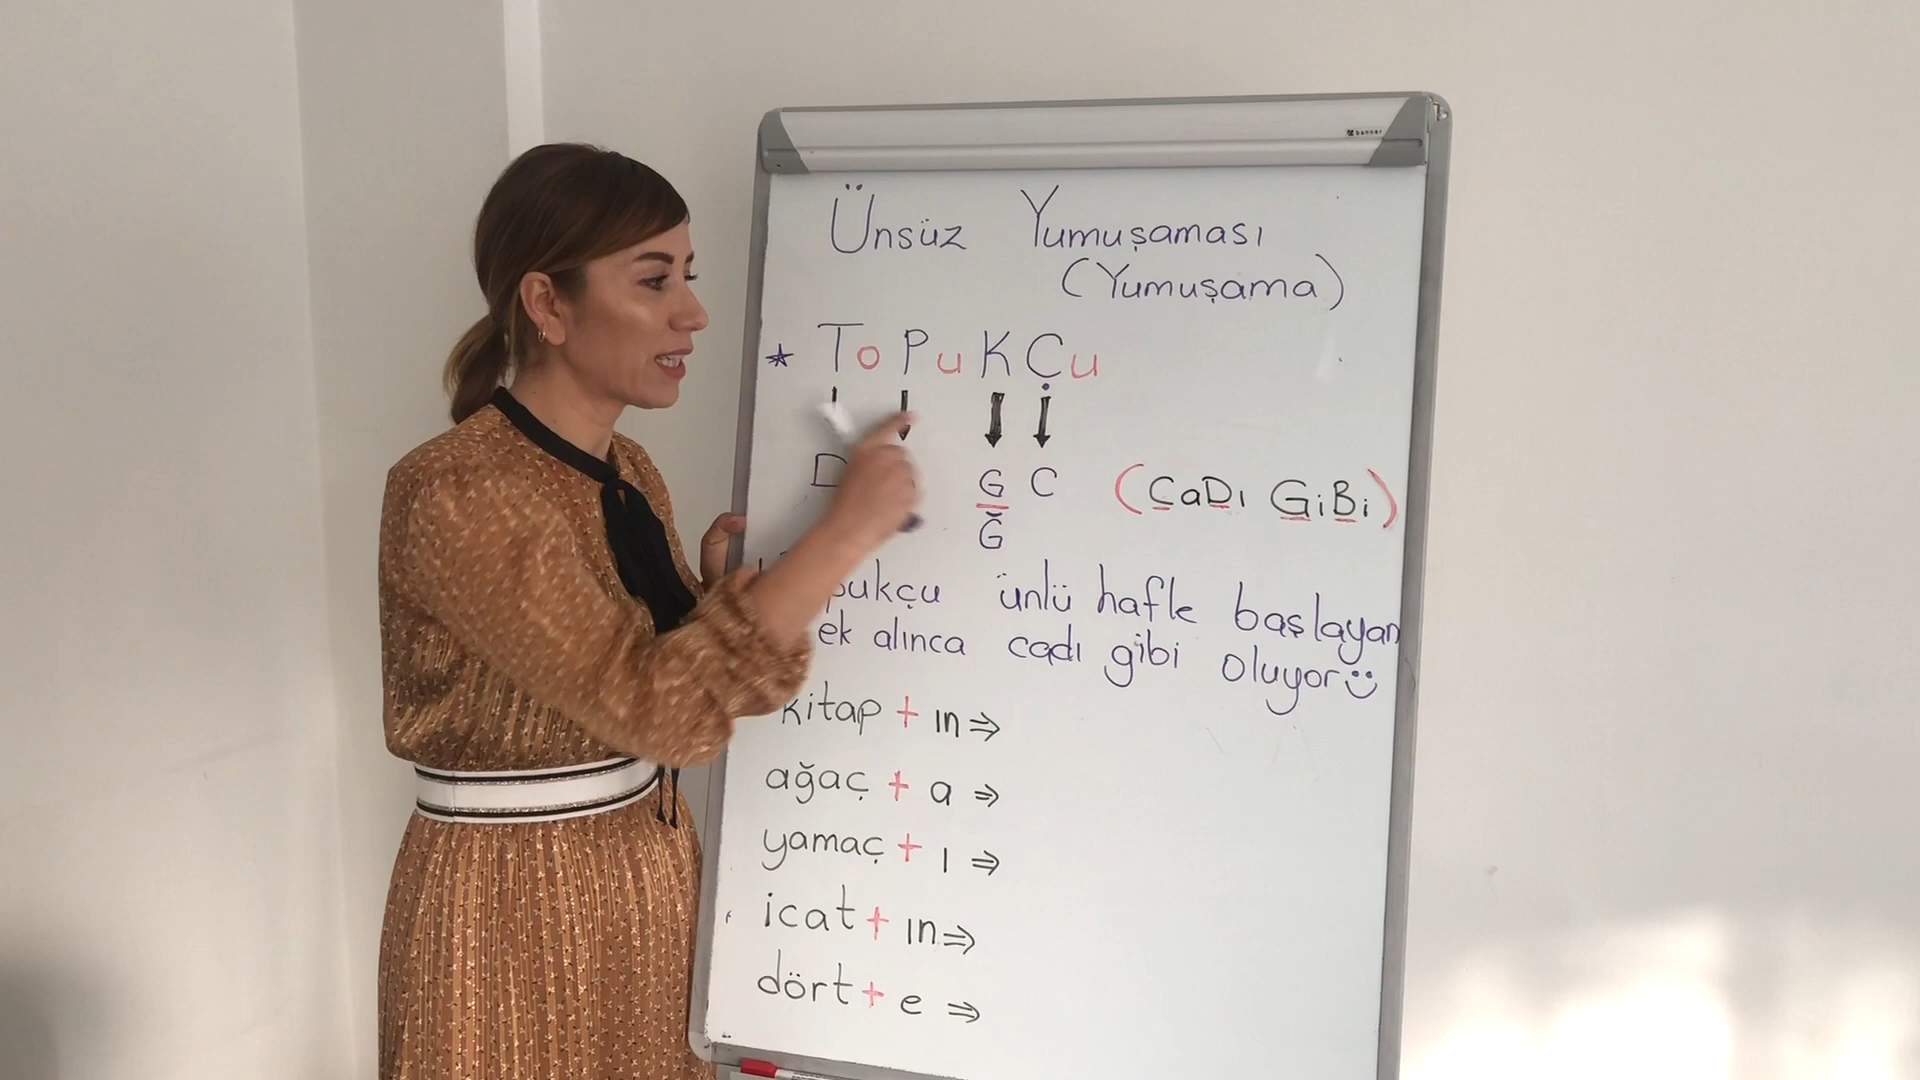 banner
Ünsüz Yumuşaması
(Yumuşama)
* ToPuKÇu
D G C (ÇaDı GiBi)
Ğ
ünlü hafle başlayan
ek alınca cadı gibi oluyor
kitap + ın ⇒
ağaç + a ⇒
yamaç + ı ⇒
icat + ın ⇒
dört + e ⇒